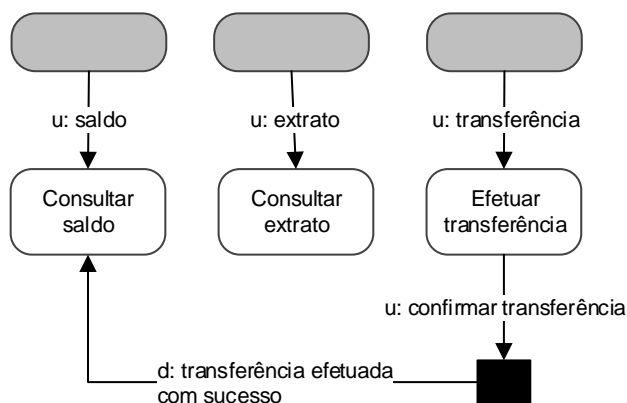 u: saldo
u: extrato
u: transferência
Consultar
saldo
Consultar
extrato
Efetuar
transferência
u: confirmar transferência
d: transferência efetuada
com sucesso